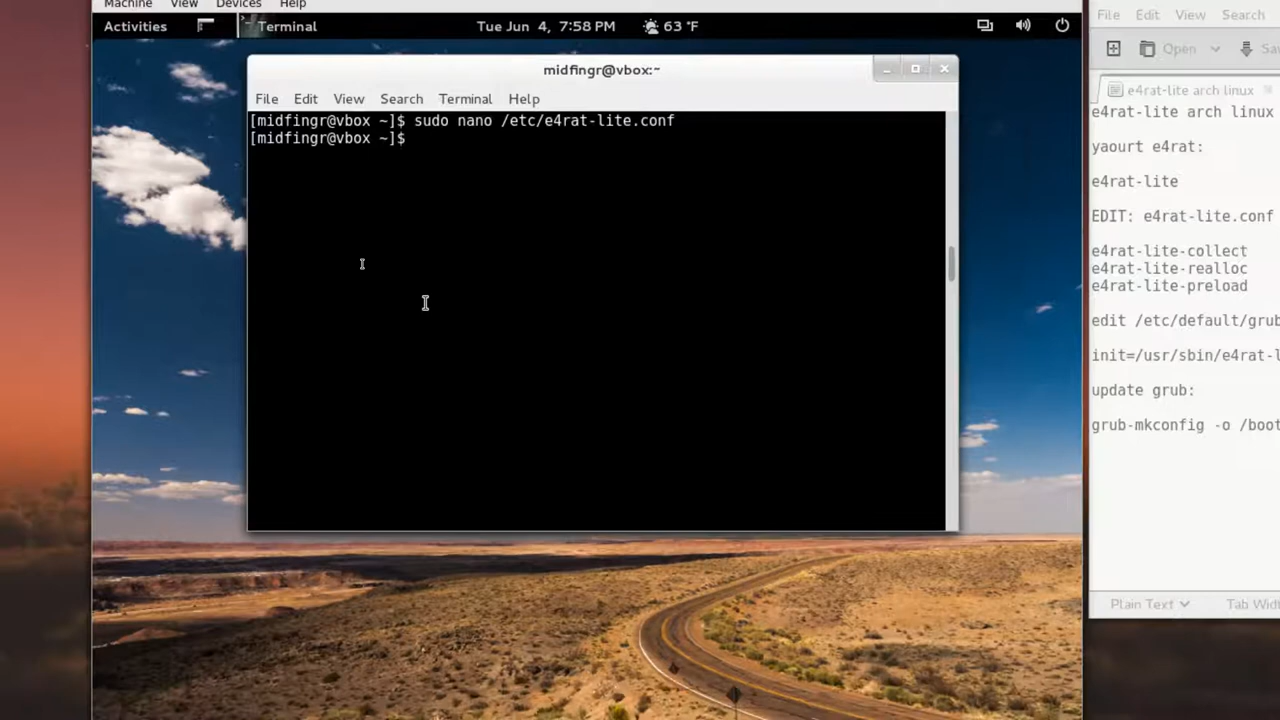 Machine View Devices Help
Activities Terminal Tue Jun 4, 7:58 PM 63 °F
midfingr@vbox:~
File Edit View Search Terminal Help
[midfingr@vbox ~]$ sudo nano /etc/e4rat-lite.conf
[midfingr@vbox ~]$
File Edit View Search
Open
e4rat-lite arch linux
e4rat-lite arch linux
yaourt e4rat:
e4rat-lite
EDIT: e4rat-lite.conf
e4rat-lite-collect
e4rat-lite-realloc
e4rat-lite-preload
edit /etc/default/grub
init=/usr/sbin/e4rat-l
update grub:
grub-mkconfig -o /boot
Plain Text Tab Wid